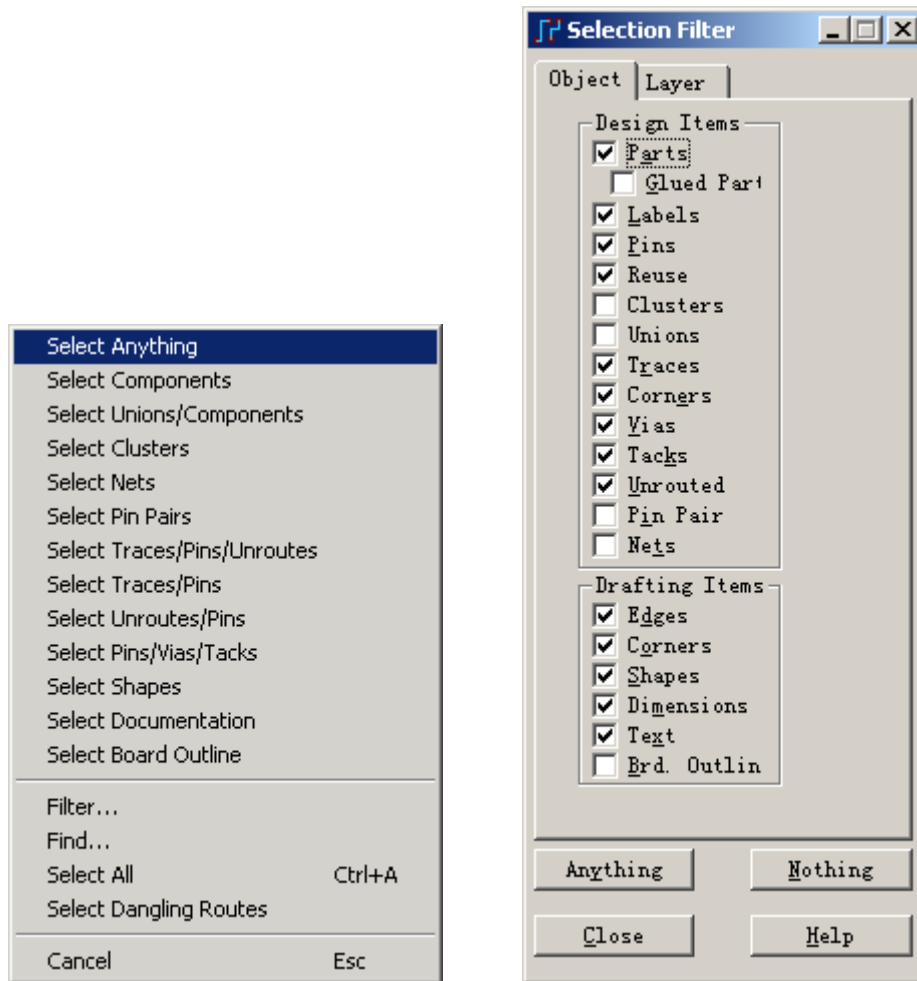 Select Anything
Select Components
Select Unions/Components
Select Clusters
Select Nets
Select Pin Pairs
Select Traces/Pins/Unroutes
Select Traces/Pins
Select Unroutes/Pins
Select Pins/Vias/Tacks
Select Shapes
Select Documentation
Select Board Outline
Filter...
Find...
Select All Ctrl+A
Select Dangling Routes
Cancel Esc
Selection Filter
Object Layer
Design Items
Parts
Glued Part
Labels
Pins
Reuse
Clusters
Unions
Traces
Corners
Vias
Tacks
Unrouted
Pin Pair
Nets
Drafting Items
Edges
Corners
Shapes
Dimensions
Text
Brd. Outlin
Anything Nothing
Close Help